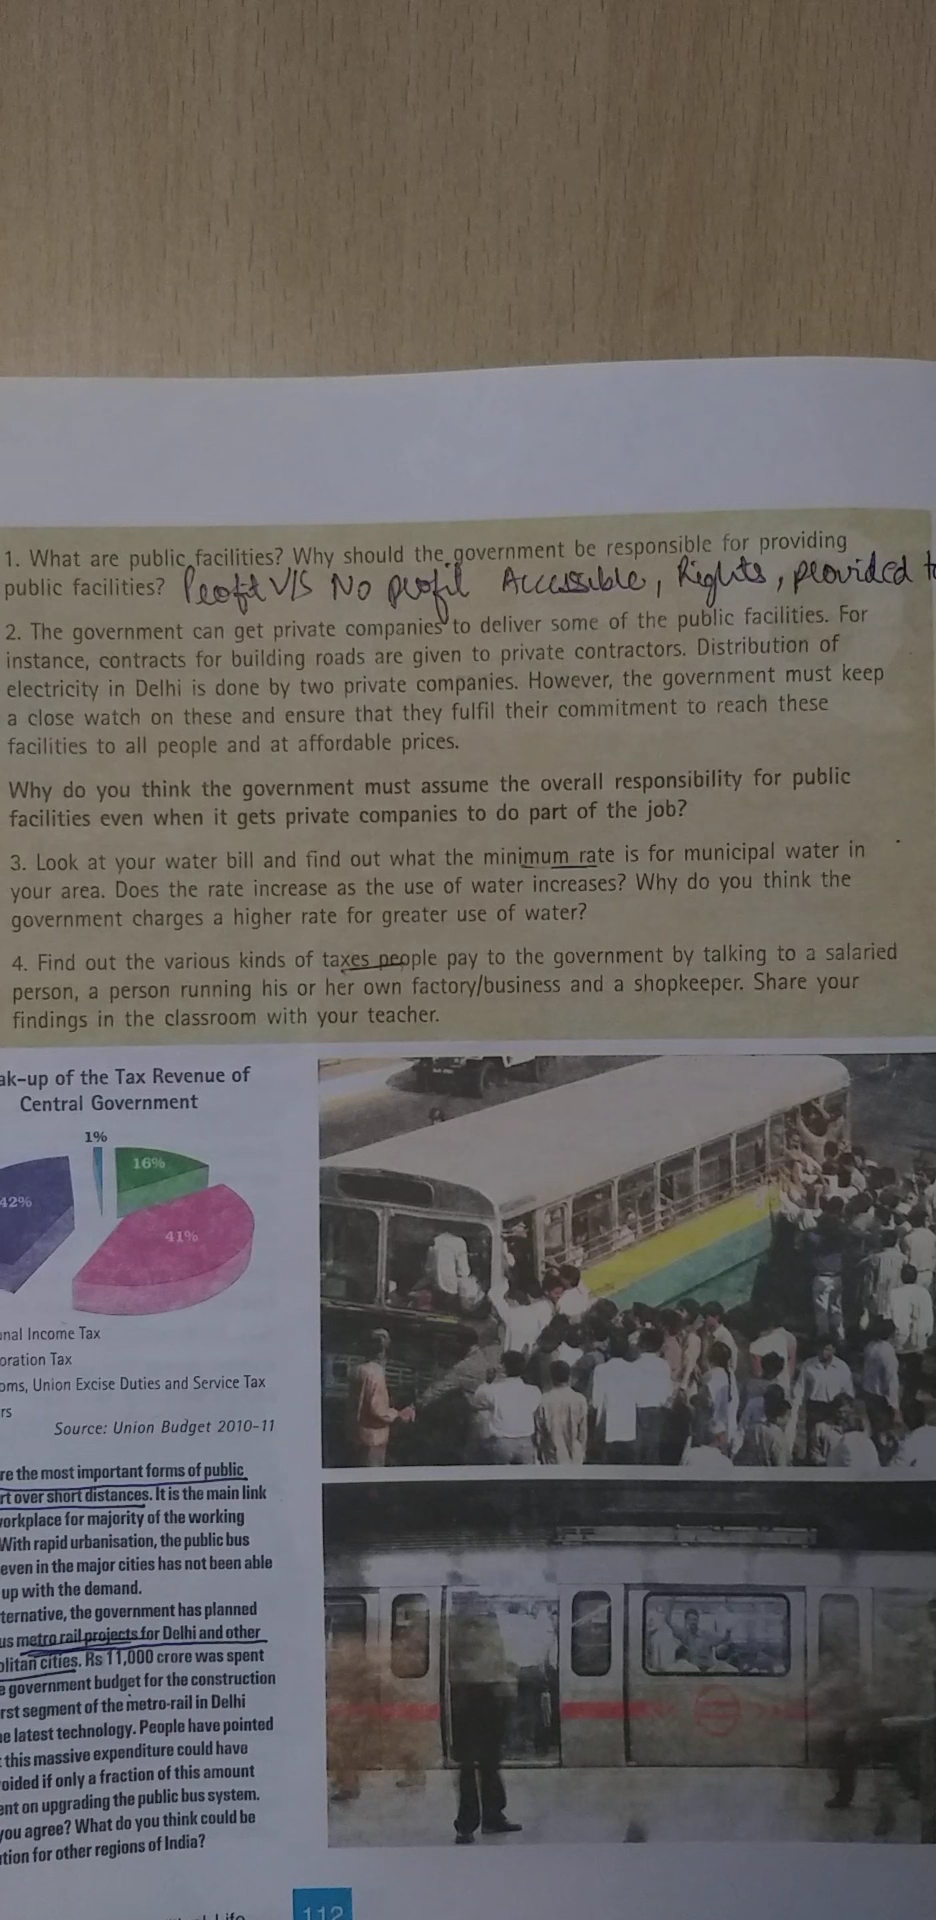 1. What are public facilities? Why should the government be responsible for providing
public facilities? Profit V/S No profit Accessible, Rights, provided to
2. The government can get private companies to deliver some of the public facilities. For
instance, contracts for building roads are given to private contractors. Distribution of
electricity in Delhi is done by two private companies. However, the government must keep
a close watch on these and ensure that they fulfil their commitment to reach these
facilities to all people and at affordable prices.
Why do you think the government must assume the overall responsibility for public
facilities even when it gets private companies to do part of the job?
3. Look at your water bill and find out what the minimum rate is for municipal water in
your area. Does the rate increase as the use of water increases? Why do you think the
government charges a higher rate for greater use of water?
4. Find out the various kinds of taxes people pay to the government by talking to a salaried
person, a person running his or her own factory/business and a shopkeeper. Share your
findings in the classroom with your teacher.
ak-up of the Tax Revenue of
Central Government
1%
16%
42%
41%
onal Income Tax
oration Tax
oms, Union Excise Duties and Service Tax
rs
Source: Union Budget 2010-11
re the most important forms of public
rt over short distances. It is the main link
workplace for majority of the working
With rapid urbanisation, the public bus
even in the major cities has not been able
up with the demand.
ternative, the government has planned
us metro rail projects for Delhi and other
olitan cities. Rs 11,000 crore was spent
e government budget for the construction
rst segment of the metro-rail in Delhi
he latest technology. People have pointed
t this massive expenditure could have
oided if only a fraction of this amount
ent on upgrading the public bus system.
you agree? What do you think could be
ution for other regions of India?
Life
112